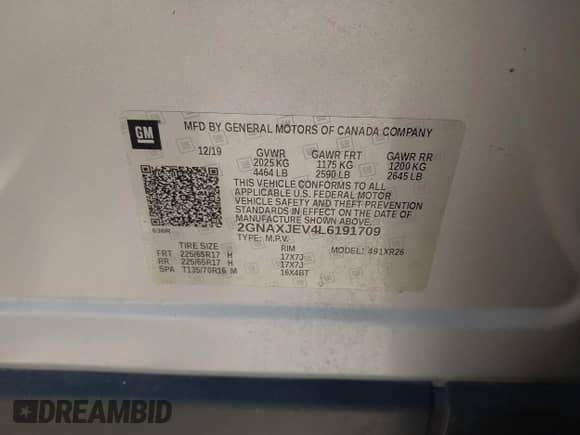 GM
MFD BY GENERAL MOTORS OF CANADA COMPANY
12/19 GVWR GAWR FRT GAWR RR
2025 KG 1175 KG 1200 KG
4464 LB 2590 LB 2645 LB
THIS VEHICLE CONFORMS TO ALL
APPLICABLE U.S. FEDERAL MOTOR
VEHICLE SAFETY AND THEFT PREVENTION
STANDARDS IN EFFECT ON THE DATE OF
MANUFACTURE SHOWN ABOVE.
2GNAXJEV4L6191709
TYPE: M.P.V. MODEL: 491XR26
TIRE SIZE RIM
FRT 225/65R17 H 17X7J
RR 225/65R17 H 17X7J
SPA T135/70R16 M 16X4BT
DREAMBID